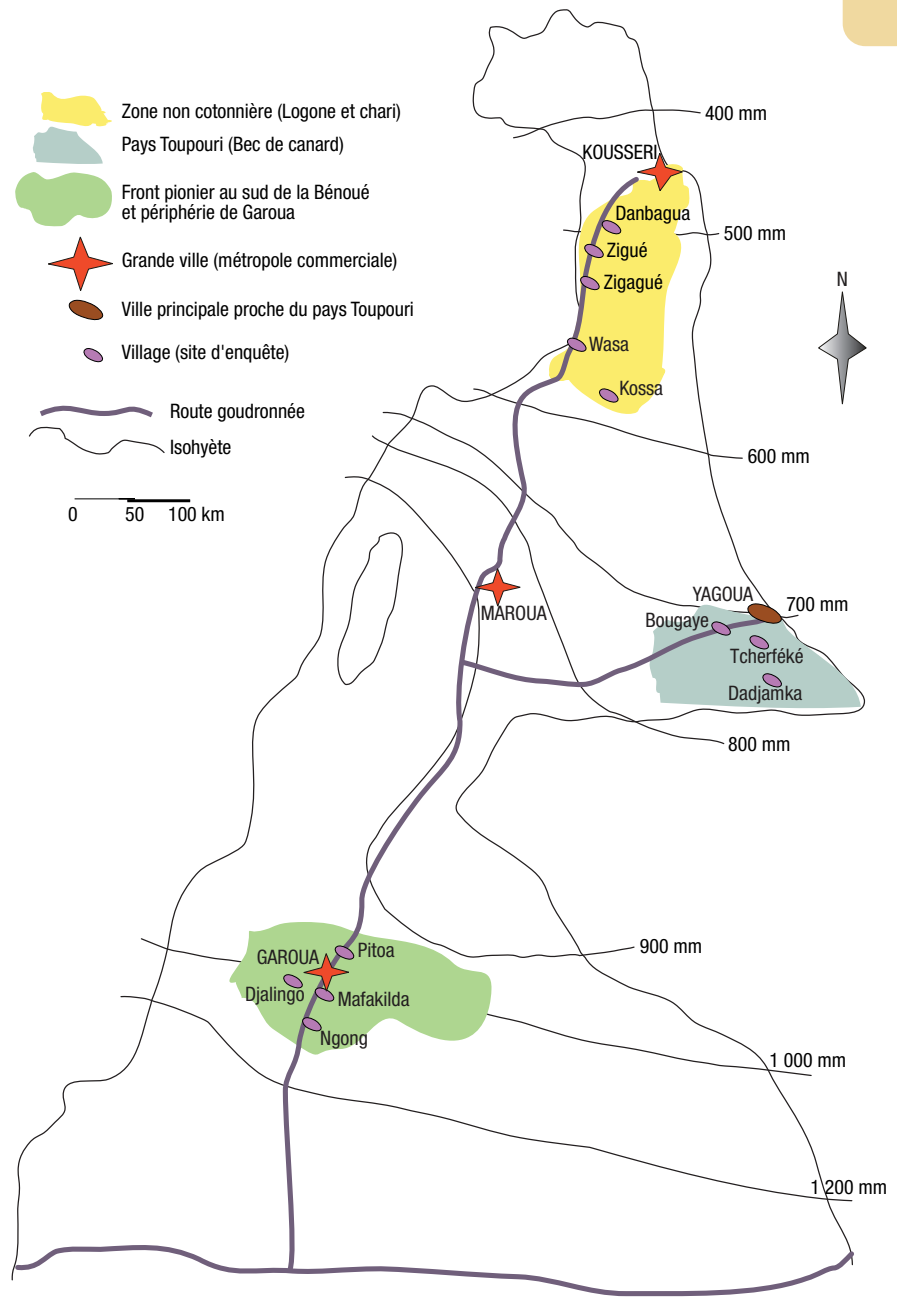 Zone non cotonnière (Logone et chari)
Pays Toupouri (Bec de canard)
Front pionier au sud de la Bénoué
et périphérie de Garoua
Grande ville (métropole commerciale)
Ville principale proche du pays Toupouri
Village (site d'enquête)
Route goudronnée
Isohyète
0 50 100 km
400 mm
KOUSSERI
Danbagua
500 mm
Zigué
Zigagué
N
Wasa
Kossa
600 mm
MAROUA
YAGOUA
700 mm
Bougaye
Tcherféké
Dadjamka
800 mm
900 mm
Pitoa
GAROUA
Djalingo
Mafakilda
Ngong
1 000 mm
1 200 mm